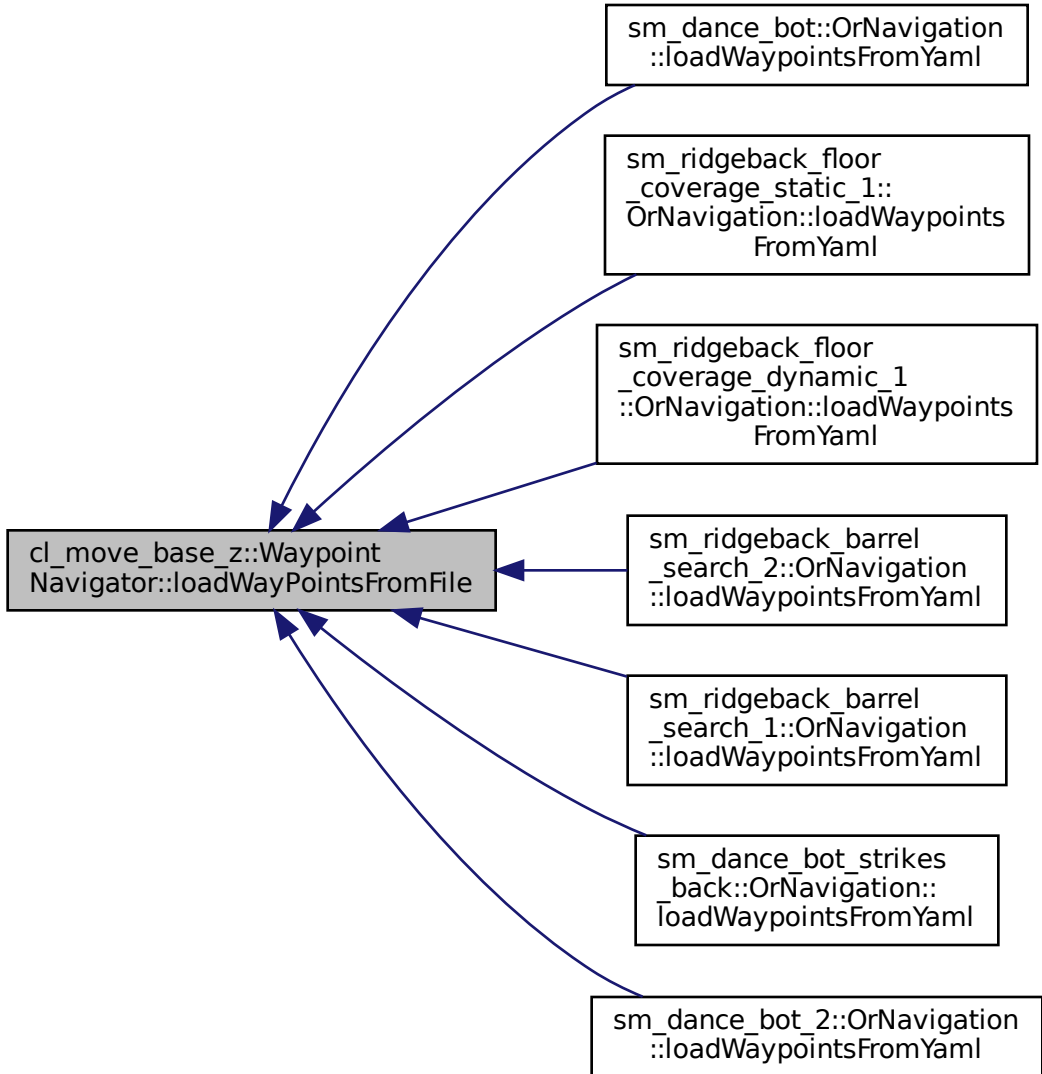 sm_dance_bot::OrNavigation
::loadWaypointsFromYaml
sm_ridgeback_floor
_coverage_static_1::
OrNavigation::loadWaypoints
FromYaml
sm_ridgeback_floor
_coverage_dynamic_1
::OrNavigation::loadWaypoints
FromYaml
cl_move_base_z::Waypoint
Navigator::loadWayPointsFromFile
sm_ridgeback_barrel
_search_2::OrNavigation
::loadWaypointsFromYaml
sm_ridgeback_barrel
_search_1::OrNavigation
::loadWaypointsFromYaml
sm_dance_bot_strikes
_back::OrNavigation::
loadWaypointsFromYaml
sm_dance_bot_2::OrNavigation
::loadWaypointsFromYaml